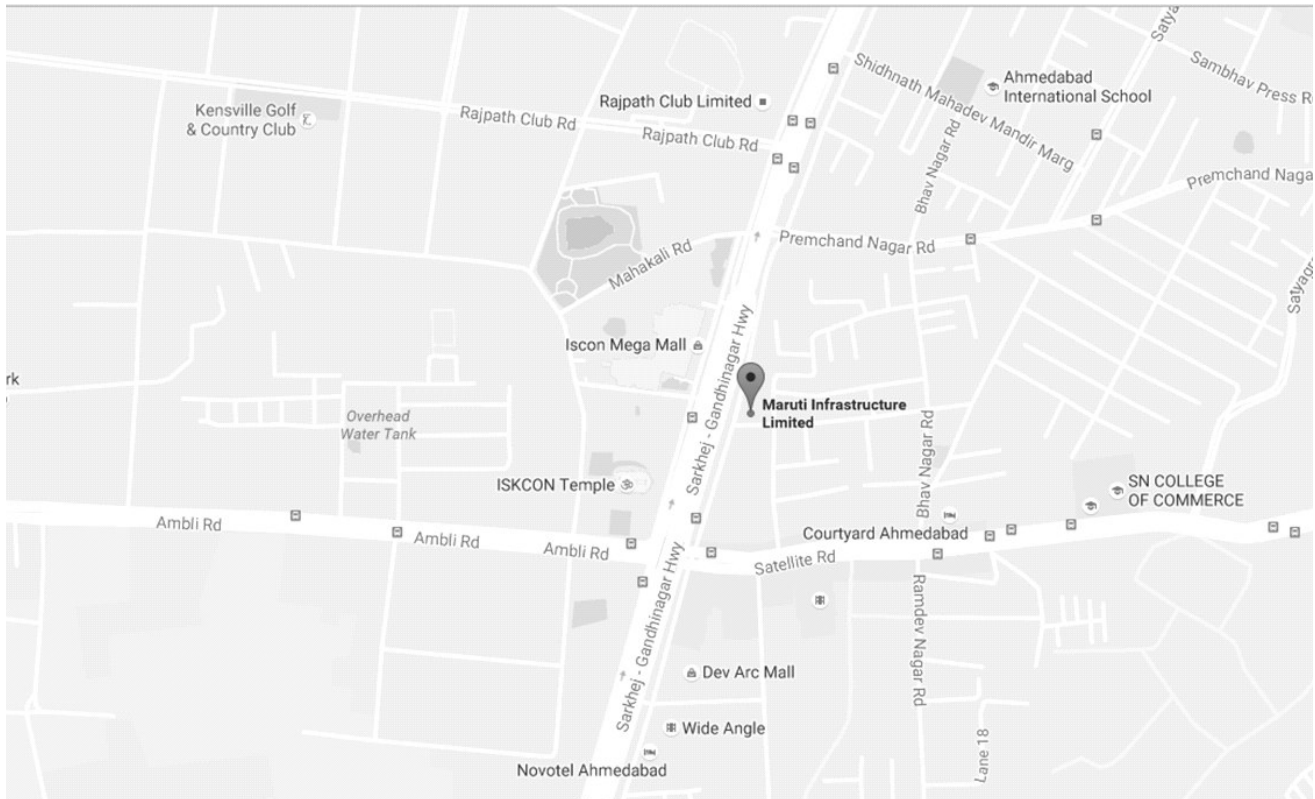 Satya
Sambhav Press Rd
Shidhnath Mahadev Mandir Marg
Ahmedabad
International School
Rajpath Club Limited
Kensville Golf
& Country Club
Rajpath Club Rd
Rajpath Club Rd
Bhav Nagar Rd
Premchand Nagar
Premchand Nagar Rd
Mahakali Rd
Satyagra
Sarkhej - Gandhinagar Hwy
Iscon Mega Mall
rk
Maruti Infrastructure
Limited
Overhead
Water Tank
Bhav Nagar Rd
ISKCON Temple
SN COLLEGE
OF COMMERCE
Ambli Rd
Ambli Rd
Ambli Rd
Courtyard Ahmedabad
Satellite Rd
Sarkhej - Gandhinagar Hwy
Ramdev Nagar Rd
Dev Arc Mall
Wide Angle
Novotel Ahmedabad
Lane 18